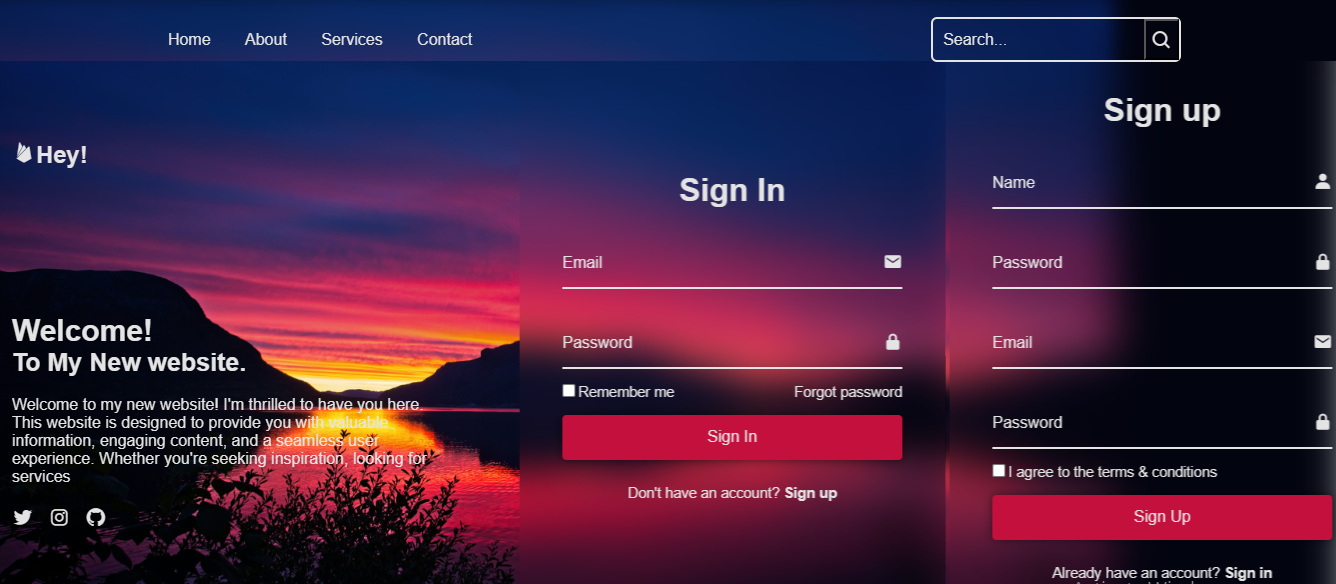 Home About Services Contact
Search...
Hey!
Welcome!
To My New website.
Welcome to my new website! I'm thrilled to have you here.
This website is designed to provide you with valuable
information, engaging content, and a seamless user
experience. Whether you're seeking inspiration, looking for
services
Sign In
Email
Password
Remember me Forgot password
Sign In
Don't have an account? Sign up
Sign up
Name
Password
Email
Password
I agree to the terms & conditions
Sign Up
Already have an account? Sign in